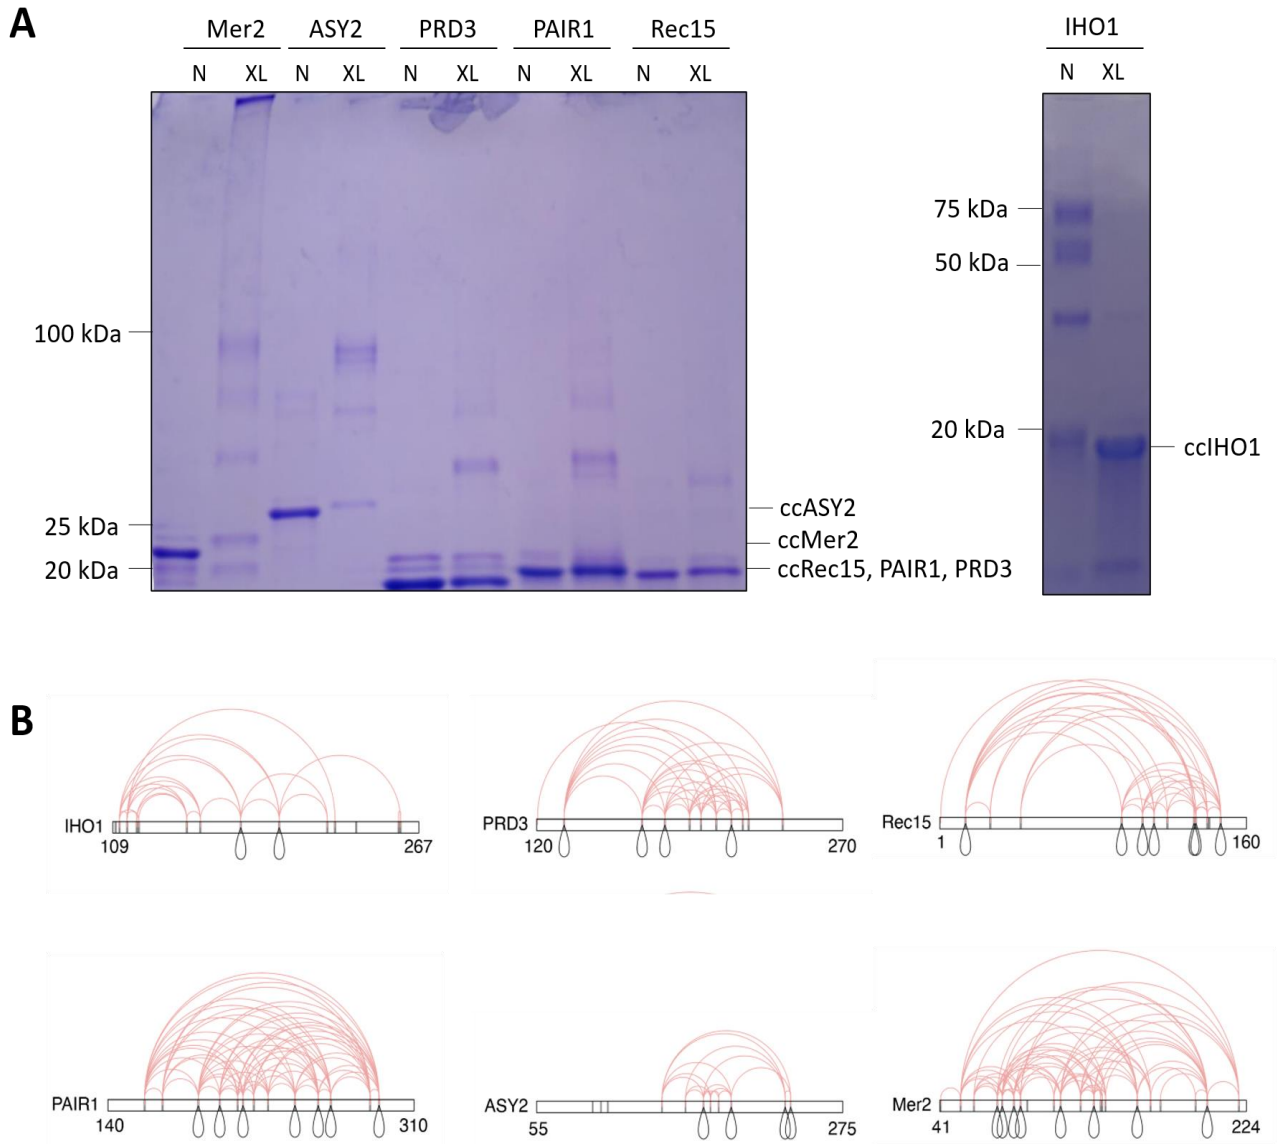 A
Mer2 ASY2 PRD3 PAIR1 Rec15 IHO1
N XL N XL N XL N XL N XL N XL
100 kDa
25 kDa
20 kDa
ccASY2
ccMer2
ccRec15, PAIR1, PRD3
75 kDa
50 kDa
20 kDa
ccIHO1
B
IHO1
109 267
PRD3
120 270
Rec15
1 160
PAIR1
140 310
ASY2
55 275
Mer2
41 224